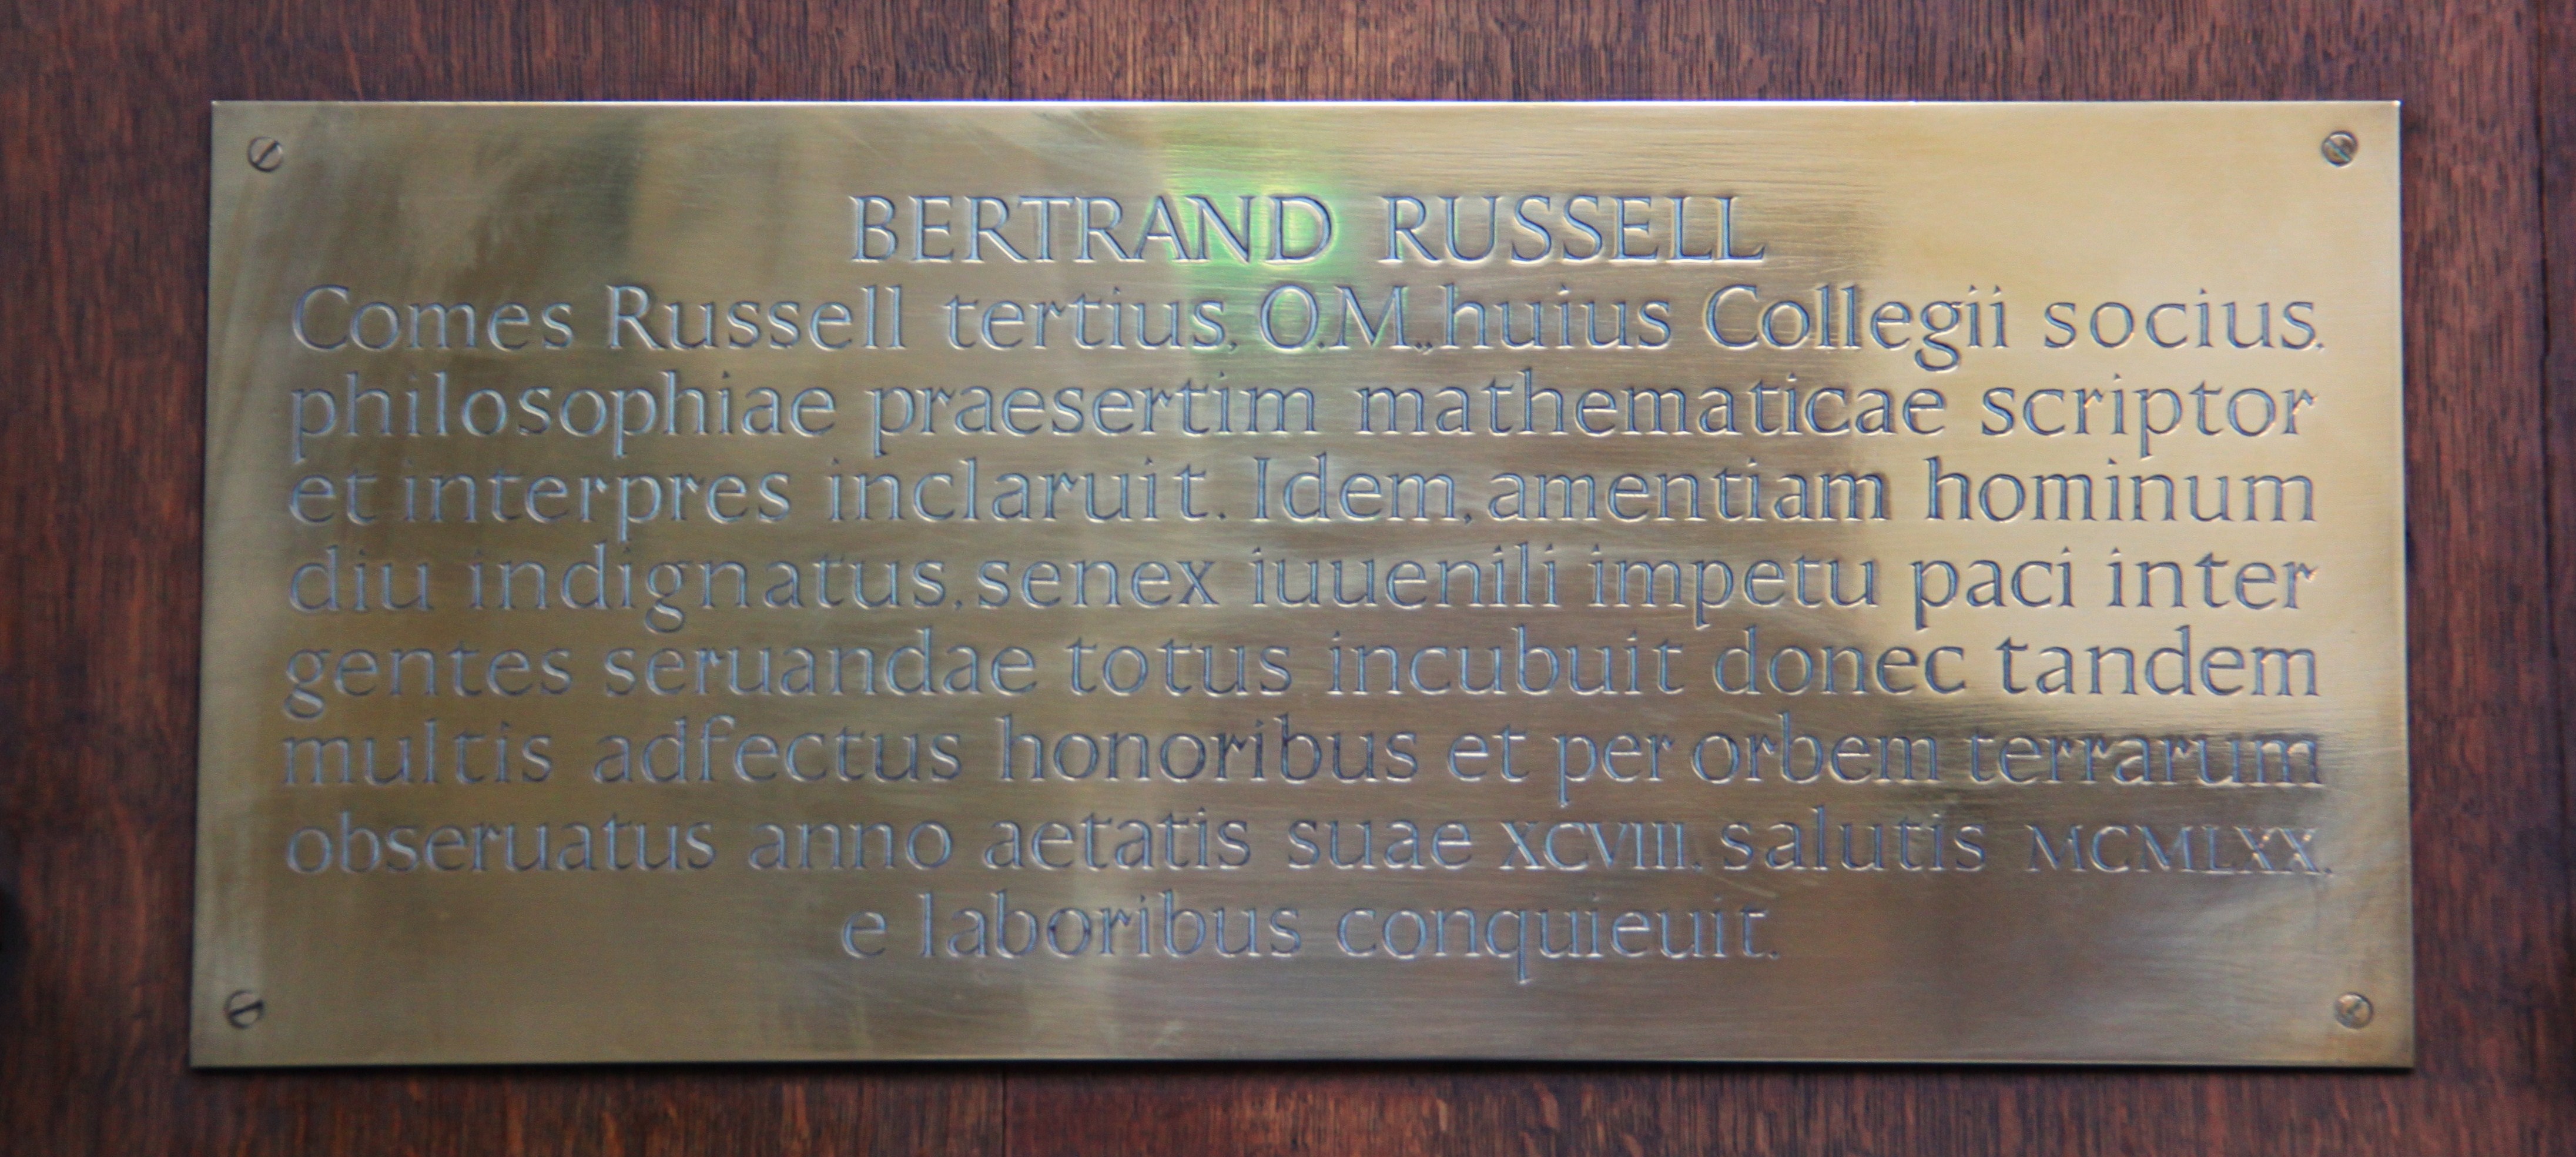 BERTRAND RUSSELL
Comes Russell tertius, O.M., huius Collegii socius,
philosophiae praesertim mathematicae scriptor
et interpres inclaruit. Idem, amentiam hominum
diu indignatus, senex iuuenili impetu paci inter
gentes seruandae totus incubuit donec tandem
multis adfectus honoribus et per orbem terrarum
obseruatus anno aetatis suae XCVIII, salutis MCMLXX,
e laboribus conquieuit.